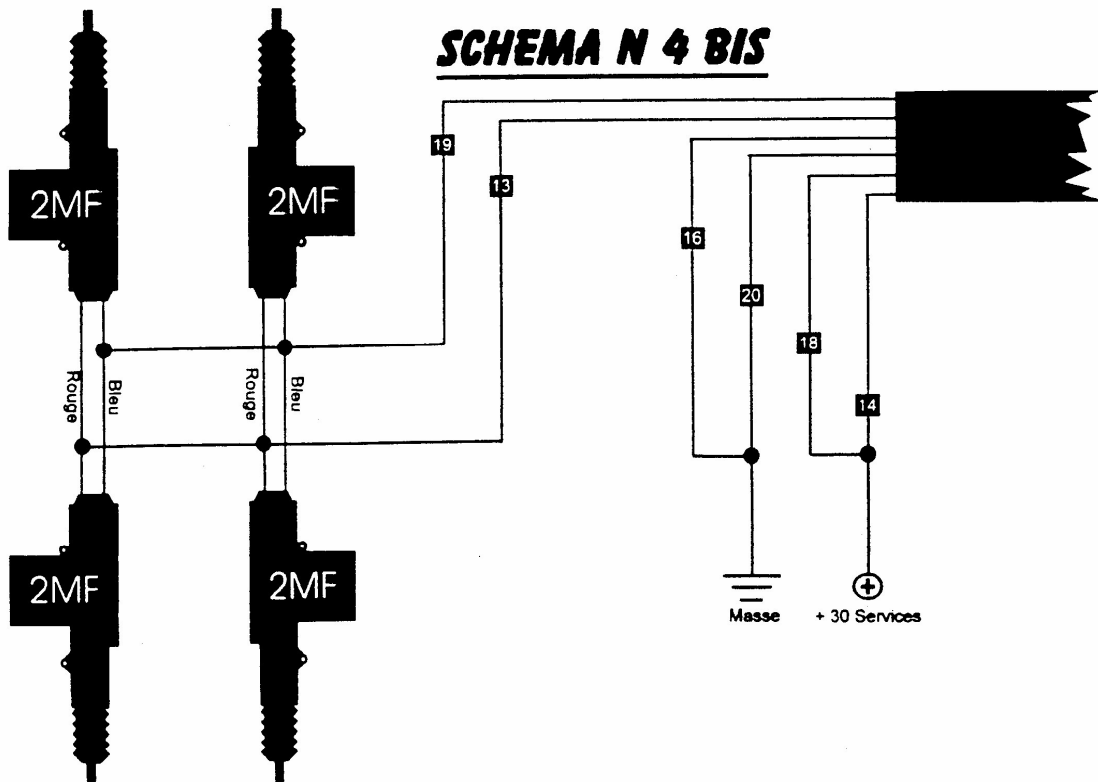 SCHEMA N 4 BIS
19
13
2MF
2MF
16
20
18
Rouge
Bleu
Rouge
Bleu
14
2MF
2MF
Masse
+ 30 Services